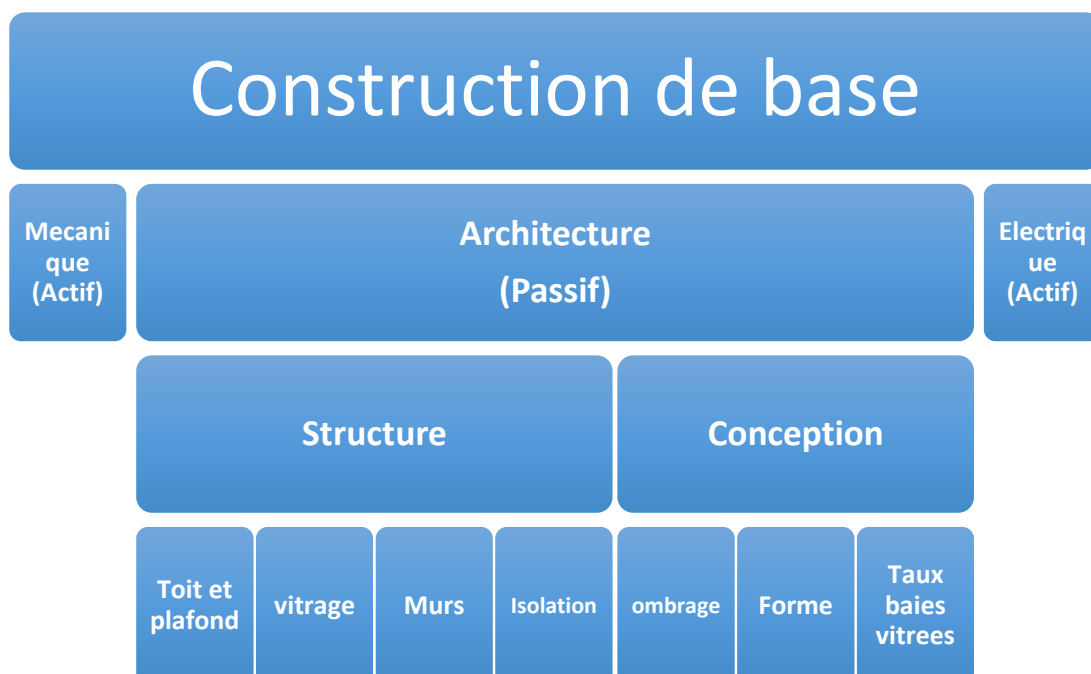 Construction de base
Mecani
que
(Actif)
Architecture
(Passif)
Electriq
ue
(Actif)
Structure
Conception
Toit et
plafond
vitrage
Murs
Isolation
ombrage
Forme
Taux
baies
vitrees